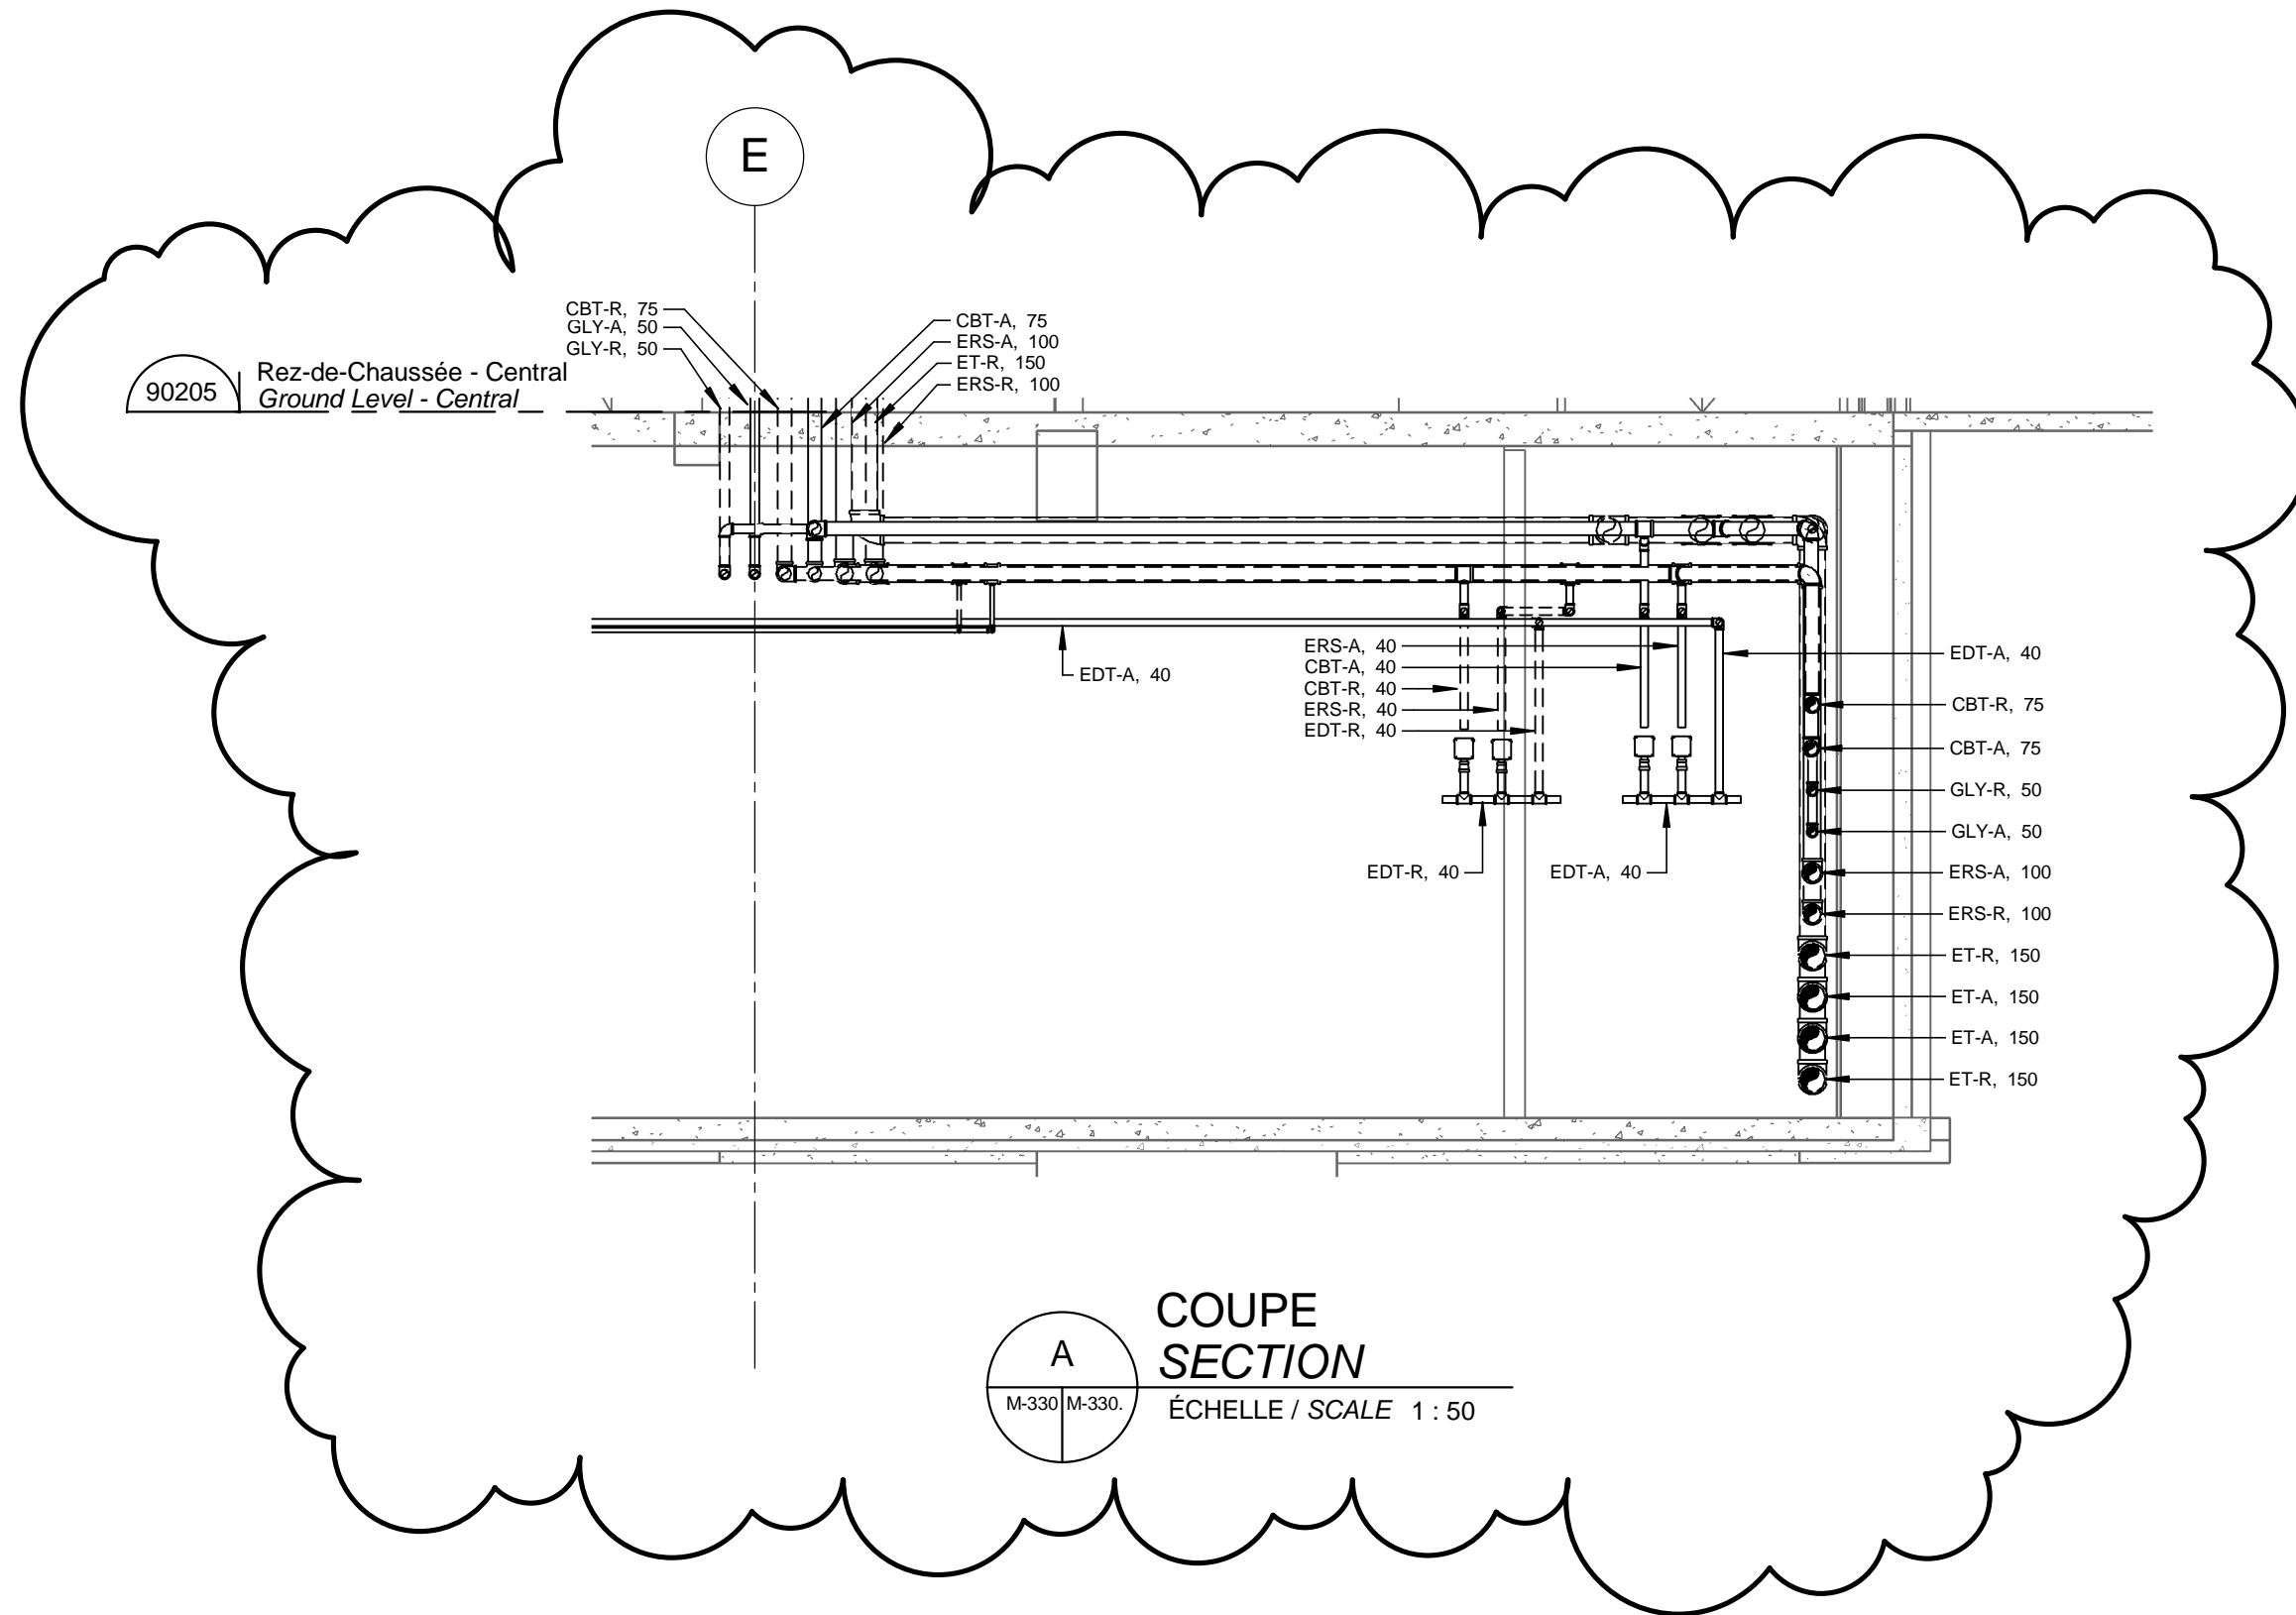 E
CBT-R, 75
GLY-A, 50
GLY-R, 50
CBT-A, 75
ERS-A, 100
ET-R, 150
ERS-R, 100
90205
Rez-de-Chaussée - Central
Ground Level - Central
EDT-A, 40
ERS-A, 40
CBT-A, 40
CBT-R, 40
ERS-R, 40
EDT-R, 40
EDT-R, 40
EDT-A, 40
EDT-A, 40
CBT-R, 75
CBT-A, 75
GLY-R, 50
GLY-A, 50
ERS-A, 100
ERS-R, 100
ET-R, 150
ET-A, 150
ET-A, 150
ET-R, 150
A
M-330 M-330.
COUPE
SECTION
ÉCHELLE / SCALE 1 : 50